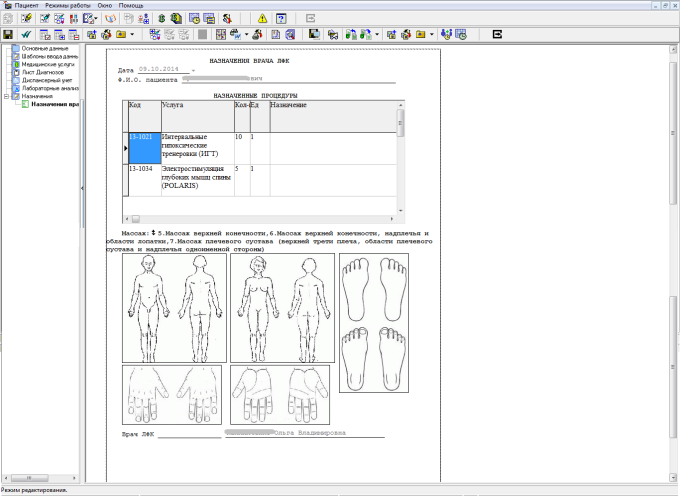 Пациент Режимы работы Окно Помощь
Основные данные
Шаблоны ввода данны
Медицинские услуги
Лист Диагнозов
Диспансерный учет
Лабораторные анализ
Назначения
Назначения вра
НАЗНАЧЕНИЯ ВРАЧА ЛФК
Дата 09.10.2014
Ф.И.О. пациента вич
НАЗНАЧЕННЫЕ ПРОЦЕДУРЫ
Код Услуга Кол- Ед Назначение
13-1021 Интервальные гипоксические тренировки (ИГТ) 10 1
13-1034 Электростимуляция глубоких мышц спины (POLARIS) 5 1
Массаж: 5.Массаж верхней конечности,6.Массаж верхней конечности, надплечья и
области лопатки,7.Массаж плечевого сустава (верхней трети плеча, области плечевого
сустава и надплечья одноименной стороны)
Врач ЛФК Ольга Владимировна
Режим редактирования.